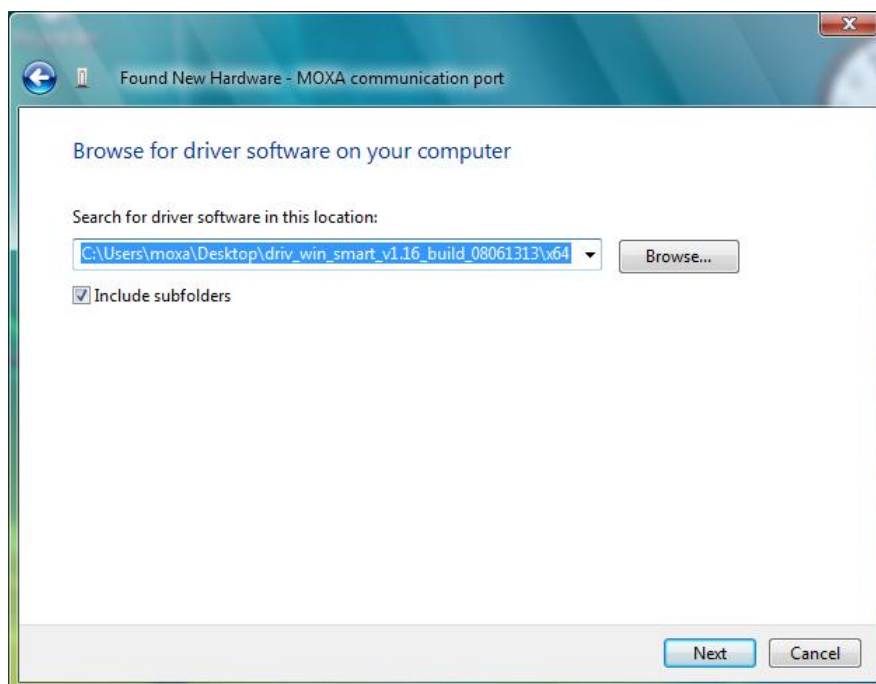 Found New Hardware - MOXA communication port
Browse for driver software on your computer
Search for driver software in this location:
C:\Users\moxa\Desktop\driv_win_smart_v1.16_build_08061313\x64
Browse...
Include subfolders
Next
Cancel